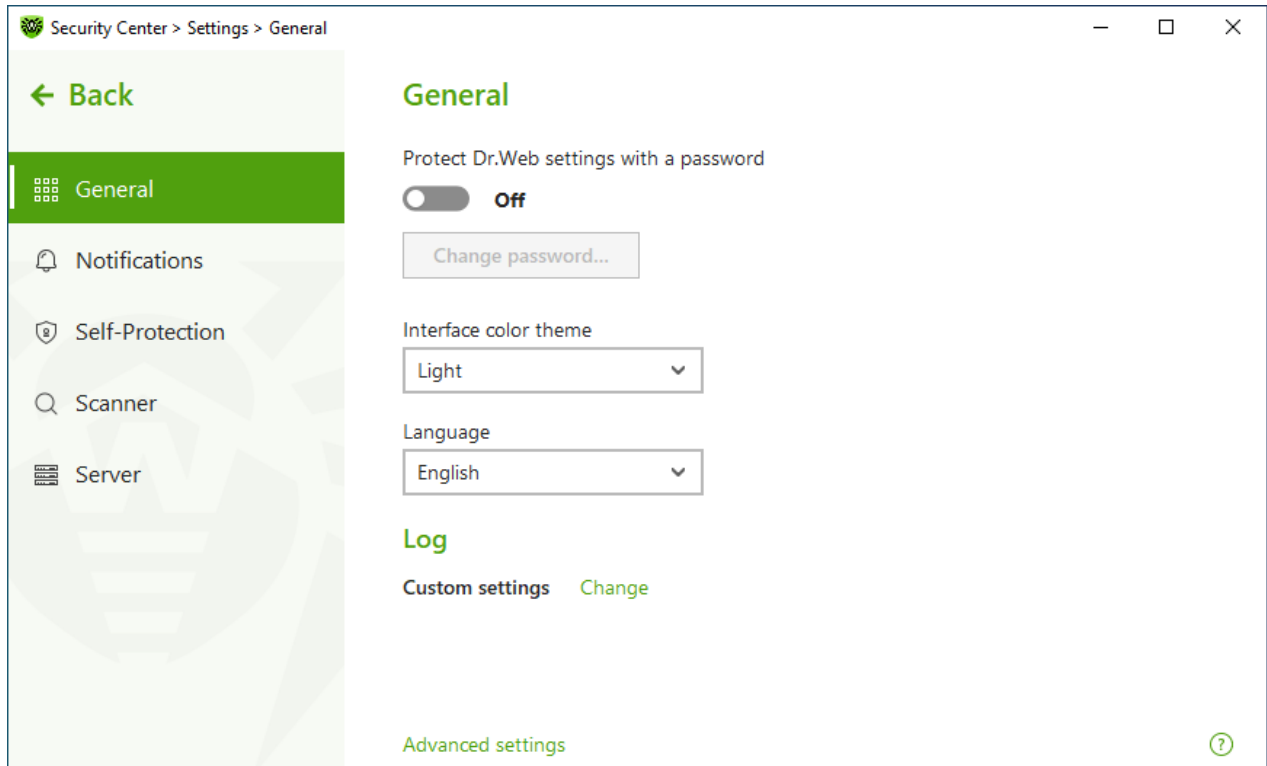 Security Center > Settings > General
Back
General
Notifications
Self-Protection
Scanner
Server
General
Protect Dr.Web settings with a password
Off
Change password...
Interface color theme
Light
Language
English
Log
Custom settings Change
Advanced settings
?